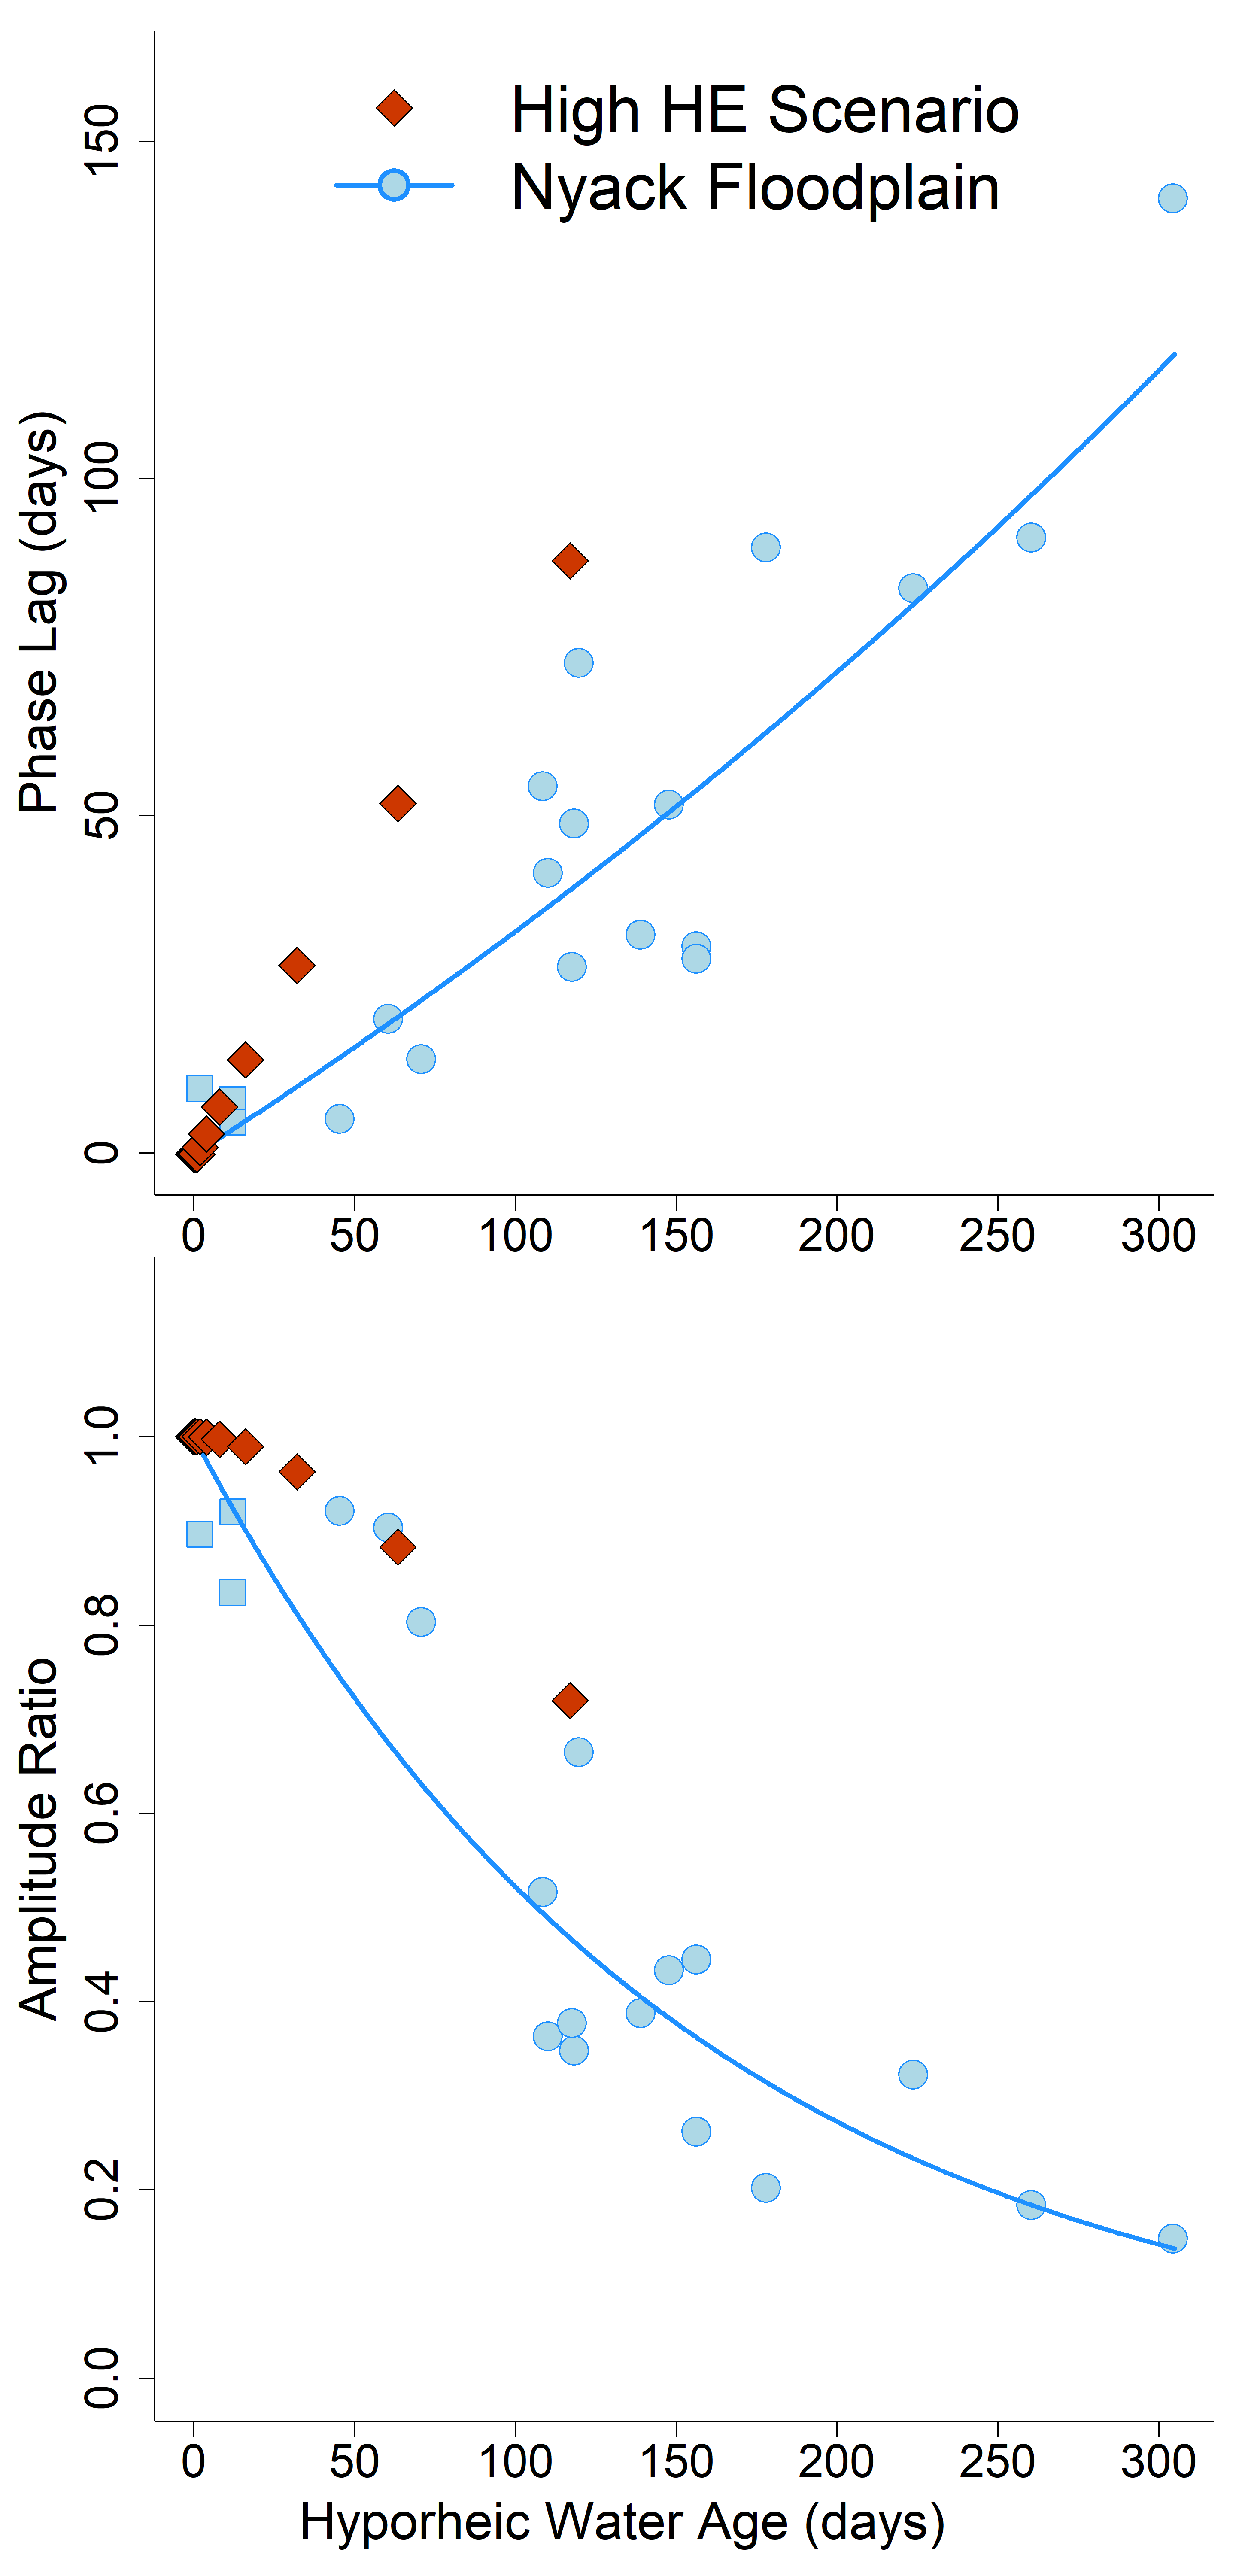 High HE Scenario
Nyack Floodplain
Phase Lag (days)
150
100
50
0
0 50 100 150 200 250 300
Amplitude Ratio
1.0
0.8
0.6
0.4
0.2
0.0
0 50 100 150 200 250 300
Hyporheic Water Age (days)